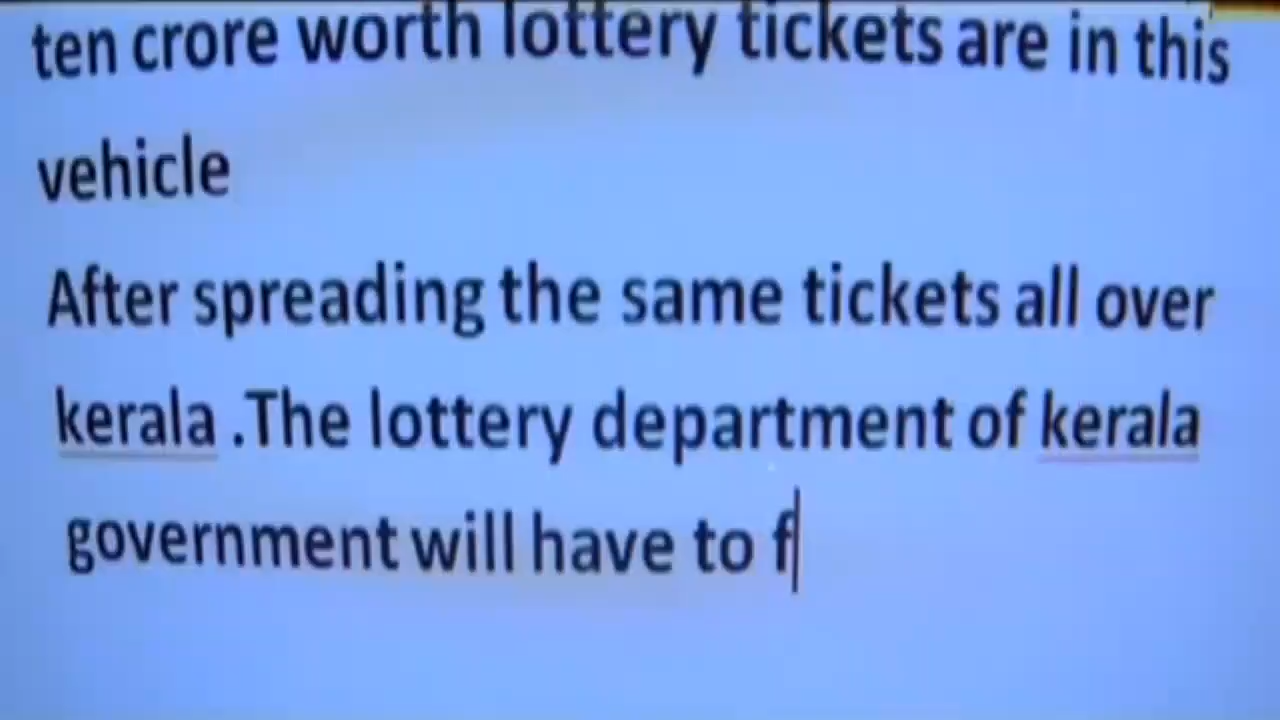 ten crore worth lottery tickets are in this
vehicle
After spreading the same tickets all over
kerala .The lottery department of kerala
government will have to f